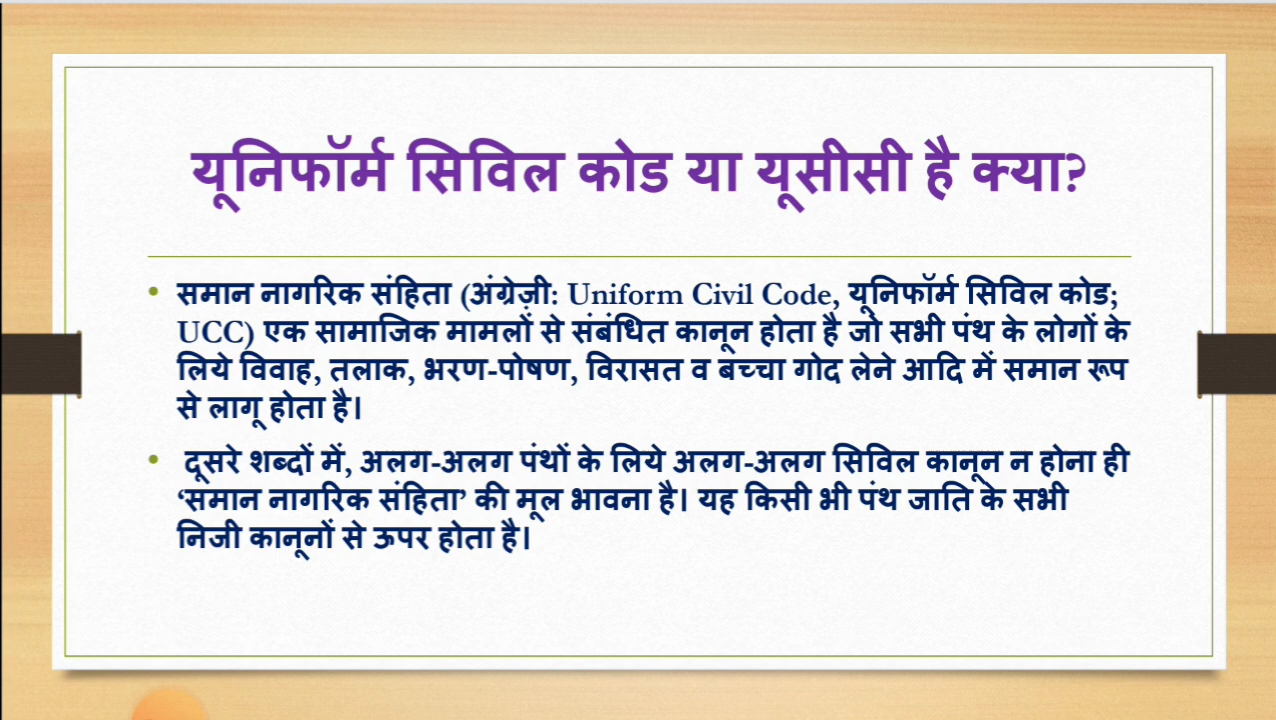 यूनिफॉर्म सिविल कोड या यूसीसी है क्या?
• समान नागरिक संहिता (अंग्रेज़ी: Uniform Civil Code, यूनिफॉर्म सिविल कोड;
UCC) एक सामाजिक मामलों से संबंधित कानून होता है जो सभी पंथ के लोगों के
लिये विवाह, तलाक, भरण-पोषण, विरासत व बच्चा गोद लेने आदि में समान रूप
से लागू होता है।
• दूसरे शब्दों में, अलग-अलग पंथों के लिये अलग-अलग सिविल कानून न होना ही
‘समान नागरिक संहिता’ की मूल भावना है। यह किसी भी पंथ जाति के सभी
निजी कानूनों से ऊपर होता है।